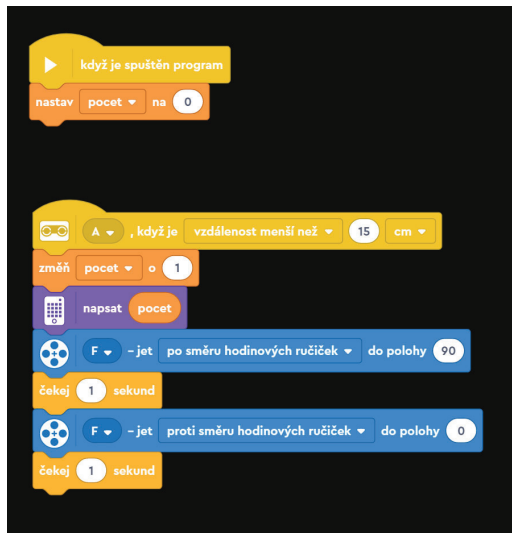 když je spuštěn program
nastav pocet na 0
A , když je vzdálenost menší než 15 cm
změň pocet o 1
napsat pocet
F - jet po směru hodinových ručiček do polohy 90
čekej 1 sekund
F - jet proti směru hodinových ručiček do polohy 0
čekej 1 sekund